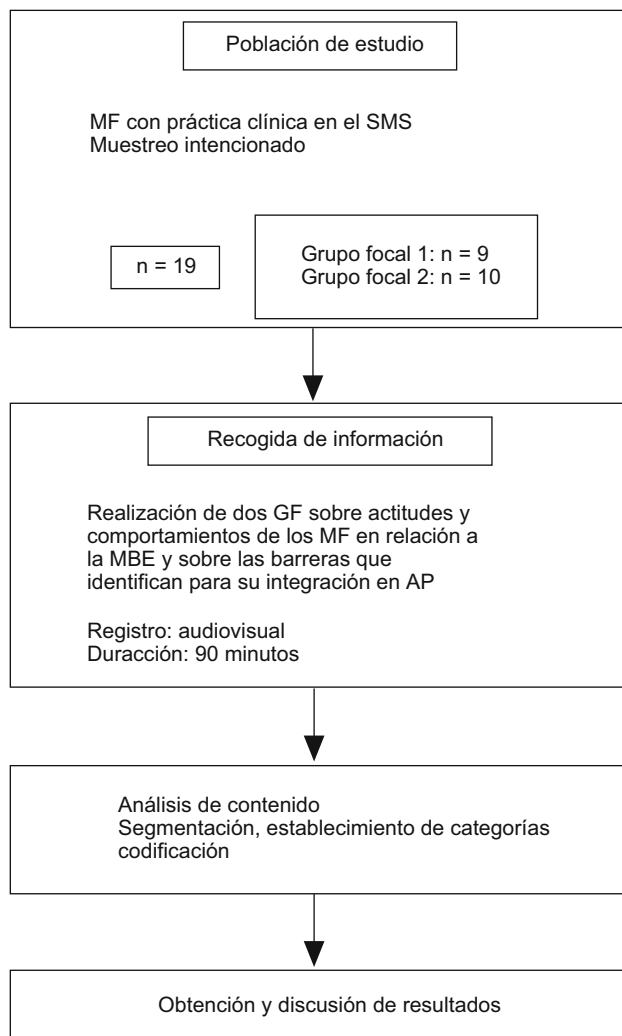 Población de estudio
MF con práctica clínica en el SMS
Muestreo intencionado
n = 19
Grupo focal 1: n = 9
Grupo focal 2: n = 10
Recogida de información
Realización de dos GF sobre actitudes y
comportamientos de los MF en relación a
la MBE y sobre las barreras que
identifican para su integración en AP
Registro: audiovisual
Duracción: 90 minutos
Análisis de contenido
Segmentación, establecimiento de categorías
codificación
Obtención y discusión de resultados